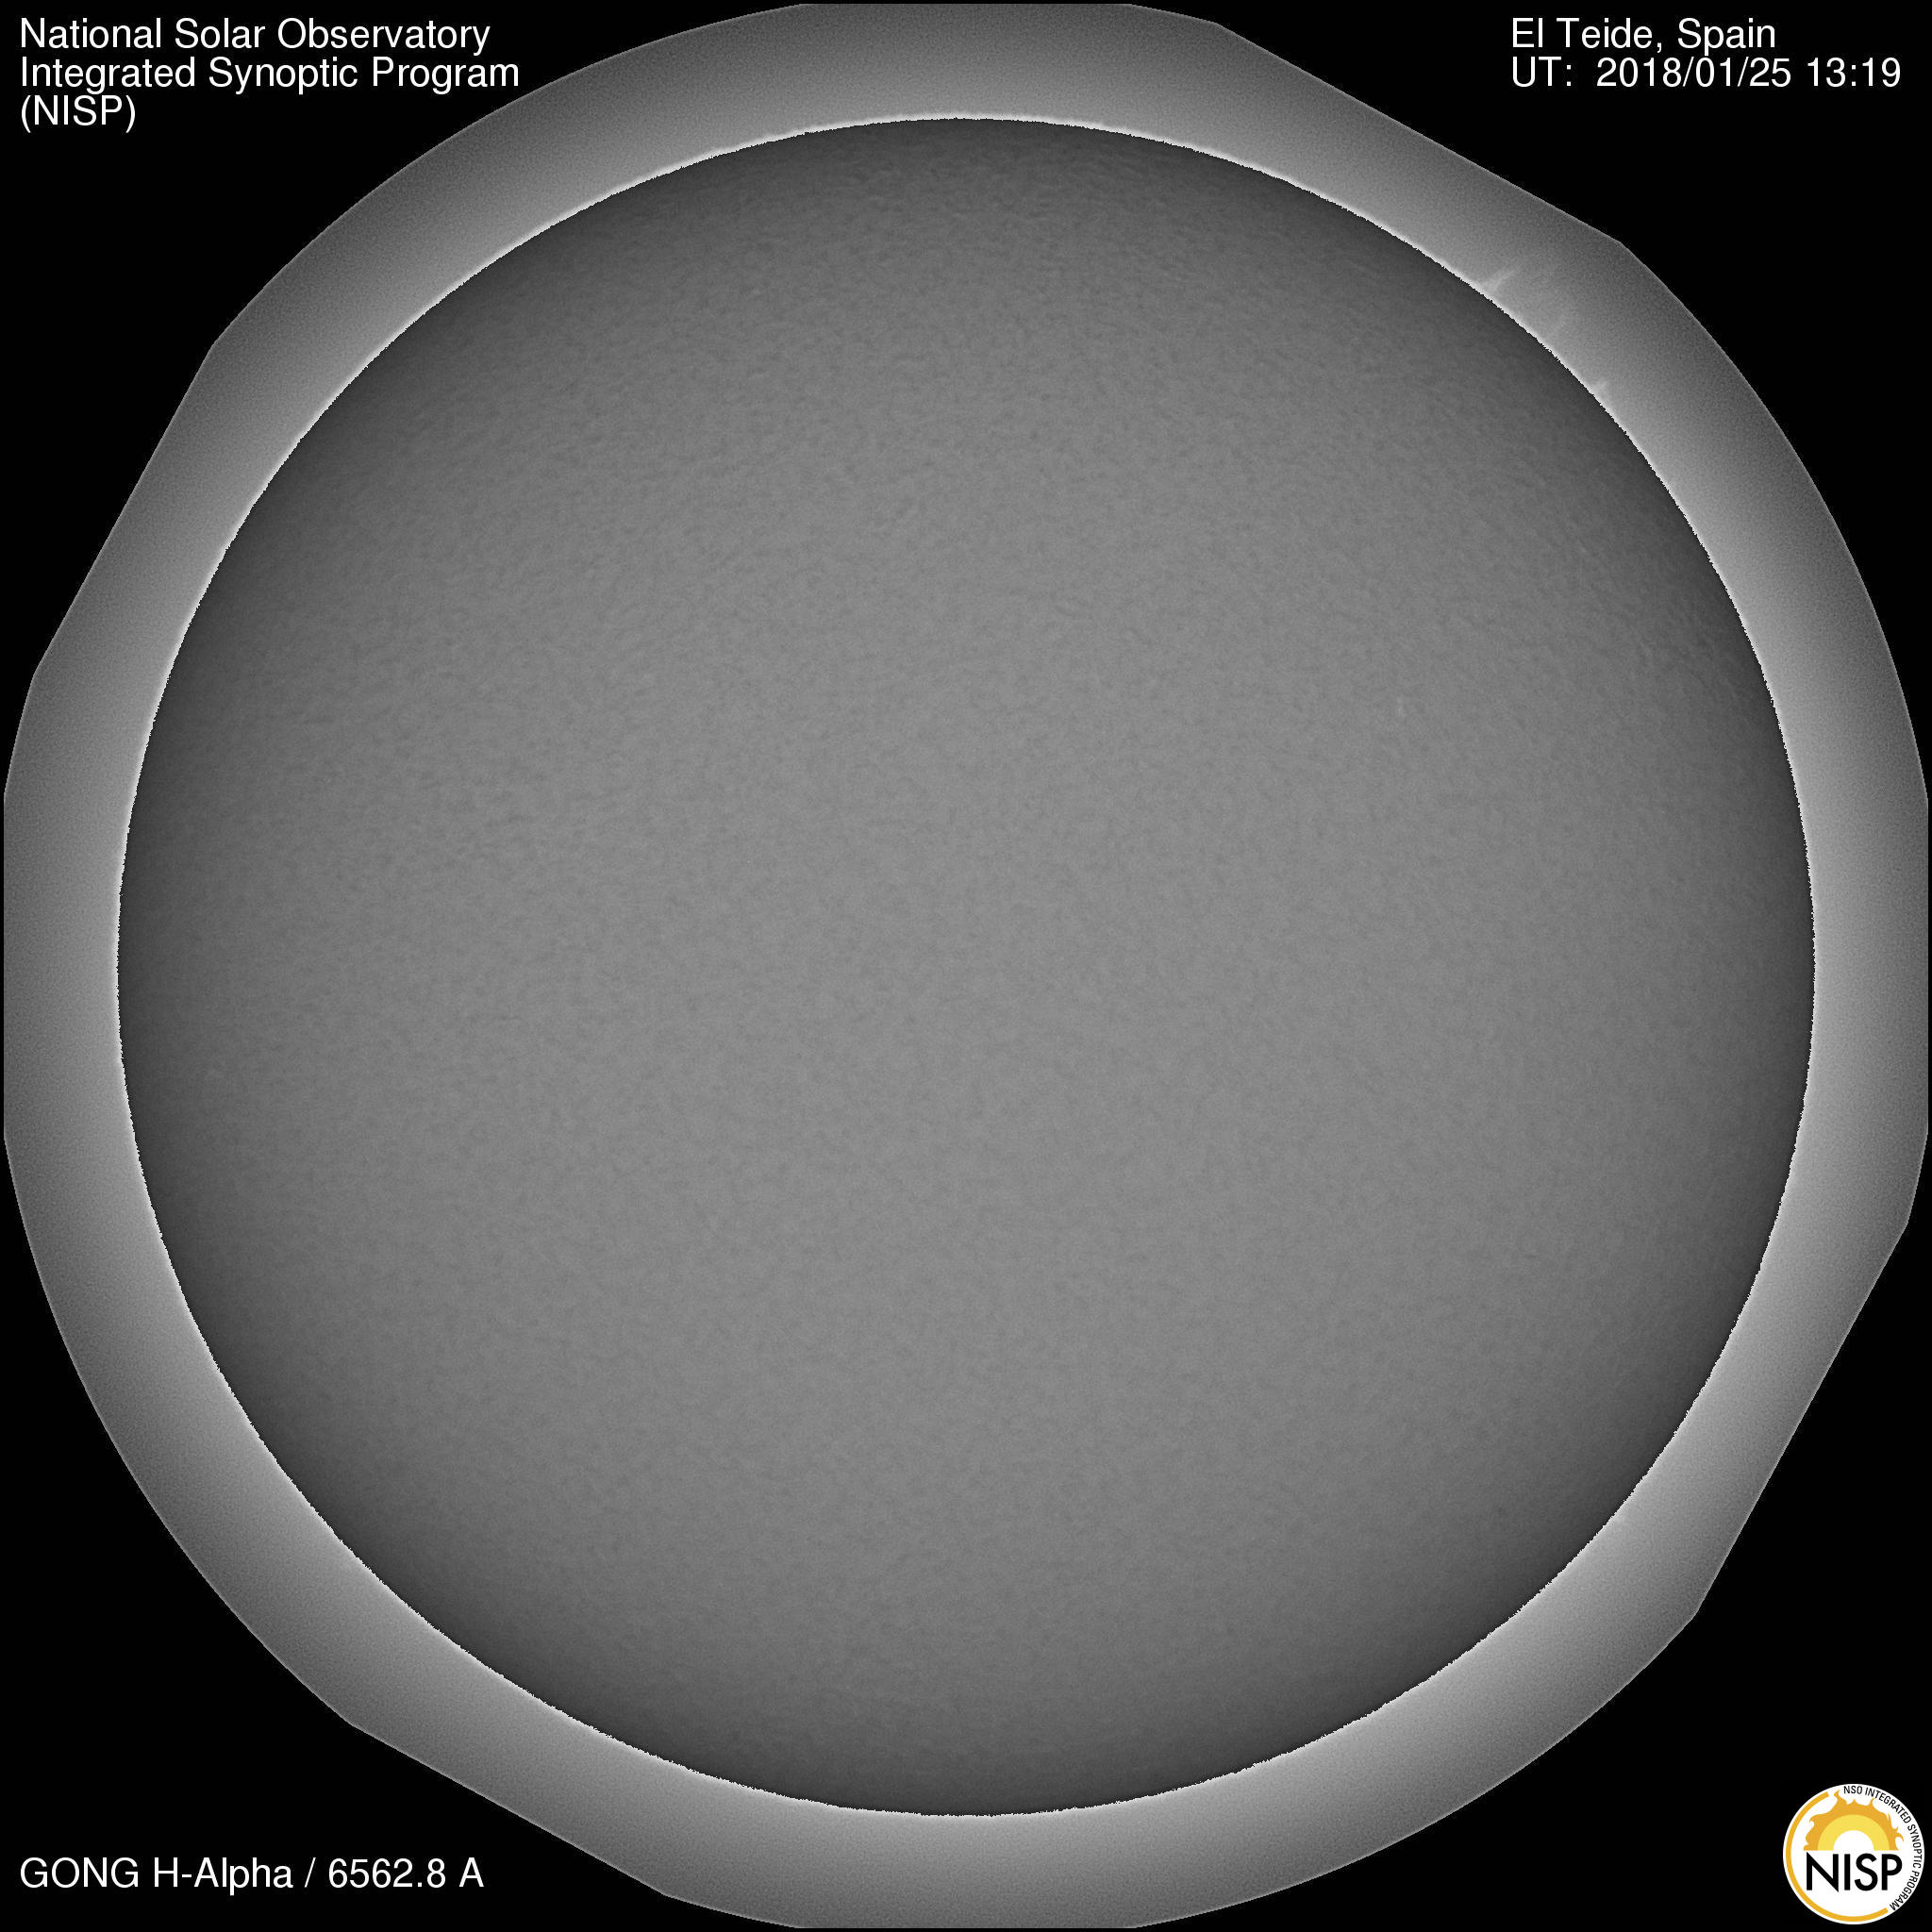 National Solar Observatory
Integrated Synoptic Program
(NISP)
El Teide, Spain
UT:  2018/01/25 13:19
GONG H-Alpha / 6562.8 A
NSO INTEGRATED SYNOPTIC PROGRAM
NISP